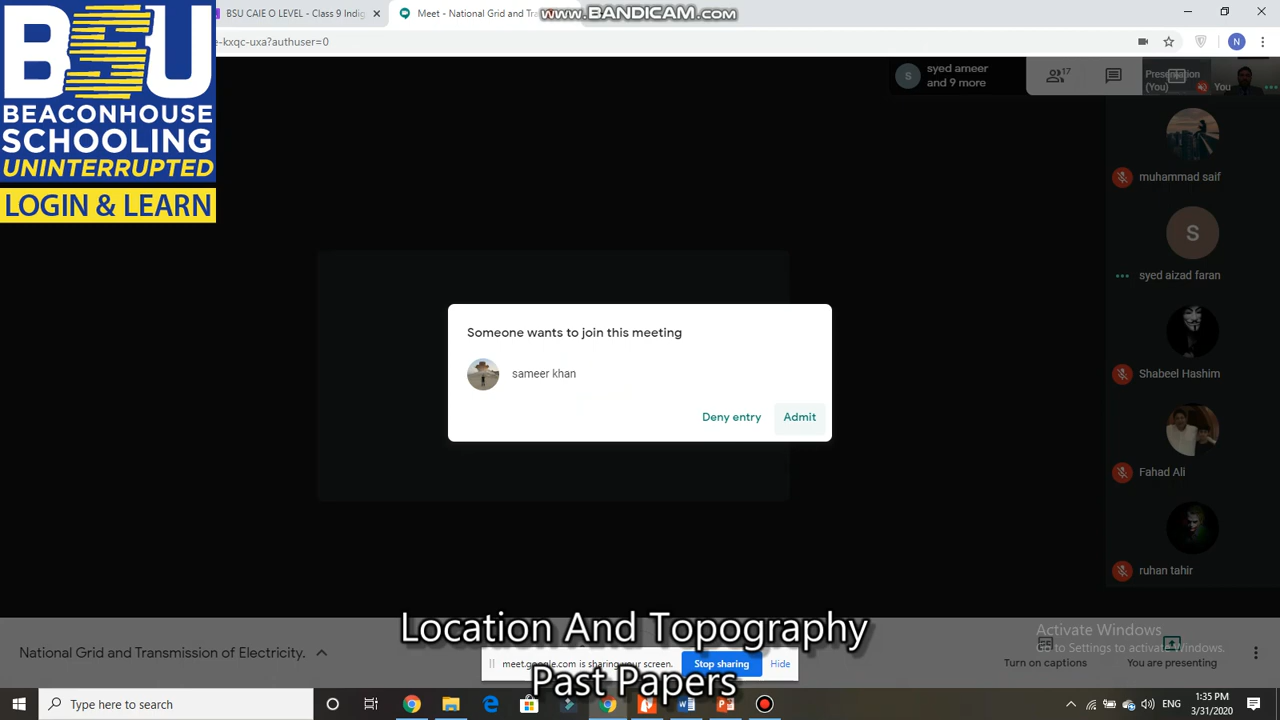 BSU CAIE O LEVEL - Class 9 Indig
Meet - National Grid and Tran
www.BANDICAM.com
e-kxqc-uxa?authuser=0
N
BSU
BEACONHOUSE
SCHOOLING
UNINTERRUPTED
LOGIN & LEARN
S
syed ameer
and 9 more
17
Presentation
(You)
You
muhammad saif
S
syed aizad faran
Shabeel Hashim
Fahad Ali
ruhan tahir
Someone wants to join this meeting
sameer khan
Deny entry
Admit
Location And Topography
Past Papers
National Grid and Transmission of Electricity.
meet.google.com is sharing your screen.
Stop sharing
Hide
Activate Windows
Go to Settings to activate Windows.
Turn on captions
You are presenting
Type here to search
1:35 PM
3/31/2020